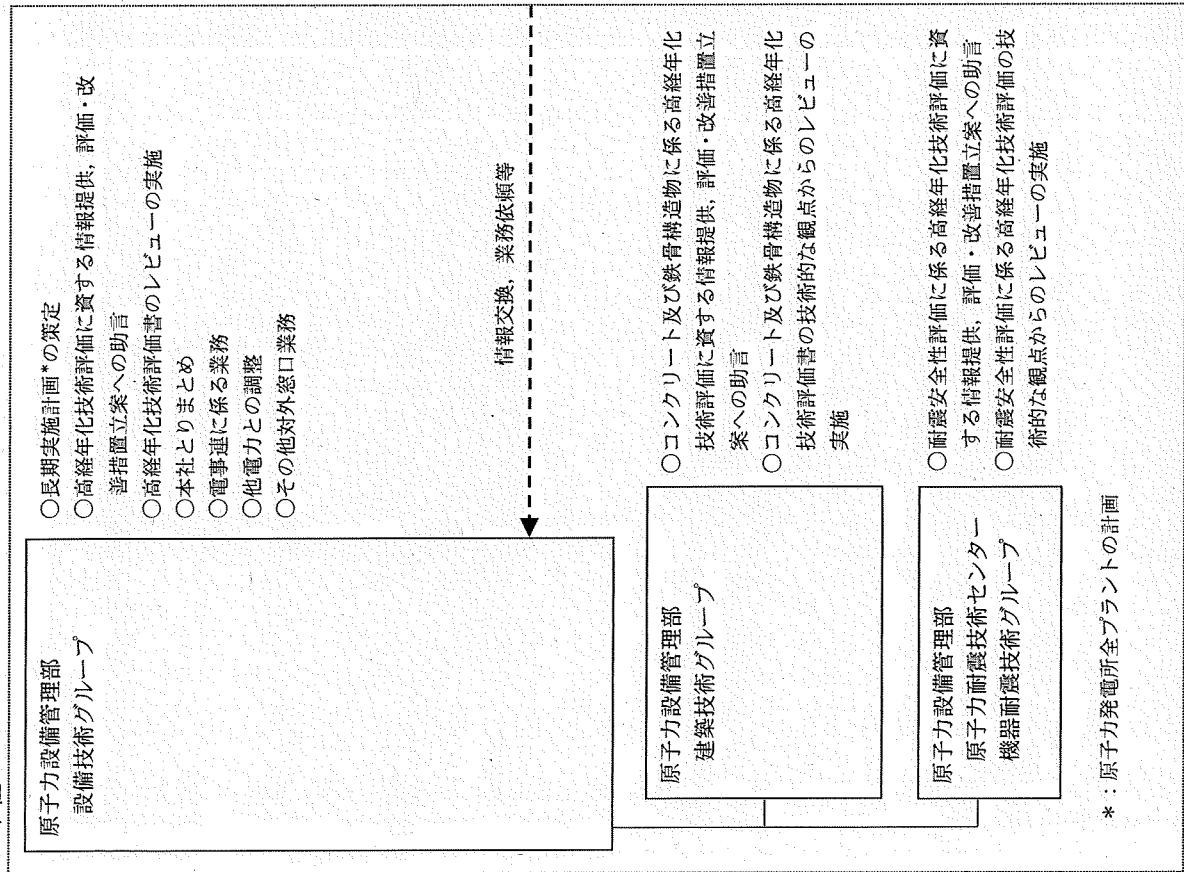 原子力設備管理部
設備技術グループ
○長期実施計画*の策定
○高経年化技術評価に資する情報提供，評価・改
善措置立案への助言
○高経年化技術評価書のレビューの実施
○本社とりまとめ
○電事連に係る業務
○他電力との調整
○その他対外窓口業務
情報交換，業務依頼等
原子力設備管理部
建築技術グループ
○コンクリート及び鉄骨構造物に係る高経年化
技術評価に資する情報提供，評価・改善措置立
案への助言
○コンクリート及び鉄骨構造物に係る高経年化
技術評価書の技術的な観点からのレビューの
実施
原子力設備管理部
原子力耐震技術センター
機器耐震技術グループ
○耐震安全性評価に係る高経年化技術評価に資
する情報提供，評価・改善措置立案への助言
○耐震安全性評価に係る高経年化技術評価の技
術的な観点からのレビューの実施
*：原子力発電所全プラントの計画